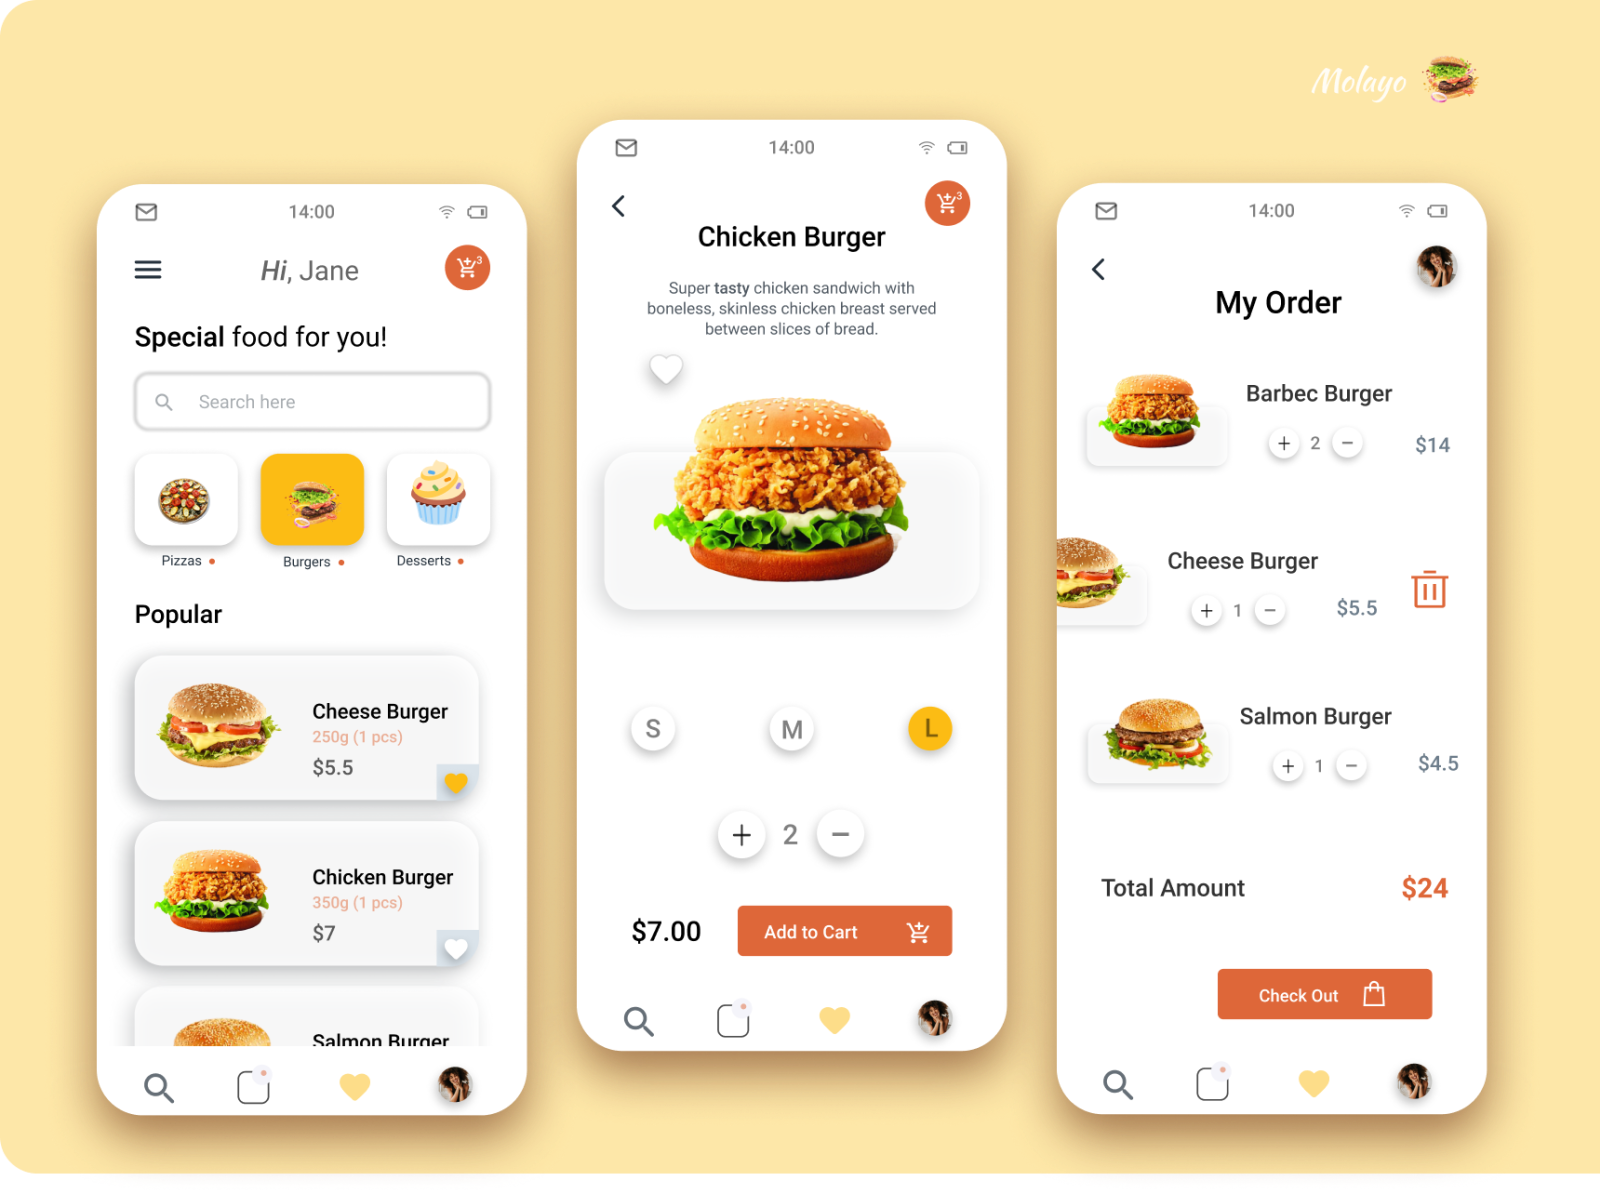 Molayo
14:00
Hi, Jane
3
Special food for you!
Search here
Pizzas
Burgers
Desserts
Popular
Cheese Burger
250g (1 pcs)
$5.5
Chicken Burger
350g (1 pcs)
$7
Salmon Burger
14:00
3
Chicken Burger
Super tasty chicken sandwich with
boneless, skinless chicken breast served
between slices of bread.
S M L
+ 2 −
$7.00 Add to Cart
14:00
My Order
Barbec Burger
+ 2 − $14
Cheese Burger
+ 1 − $5.5
Salmon Burger
+ 1 − $4.5
Total Amount $24
Check Out